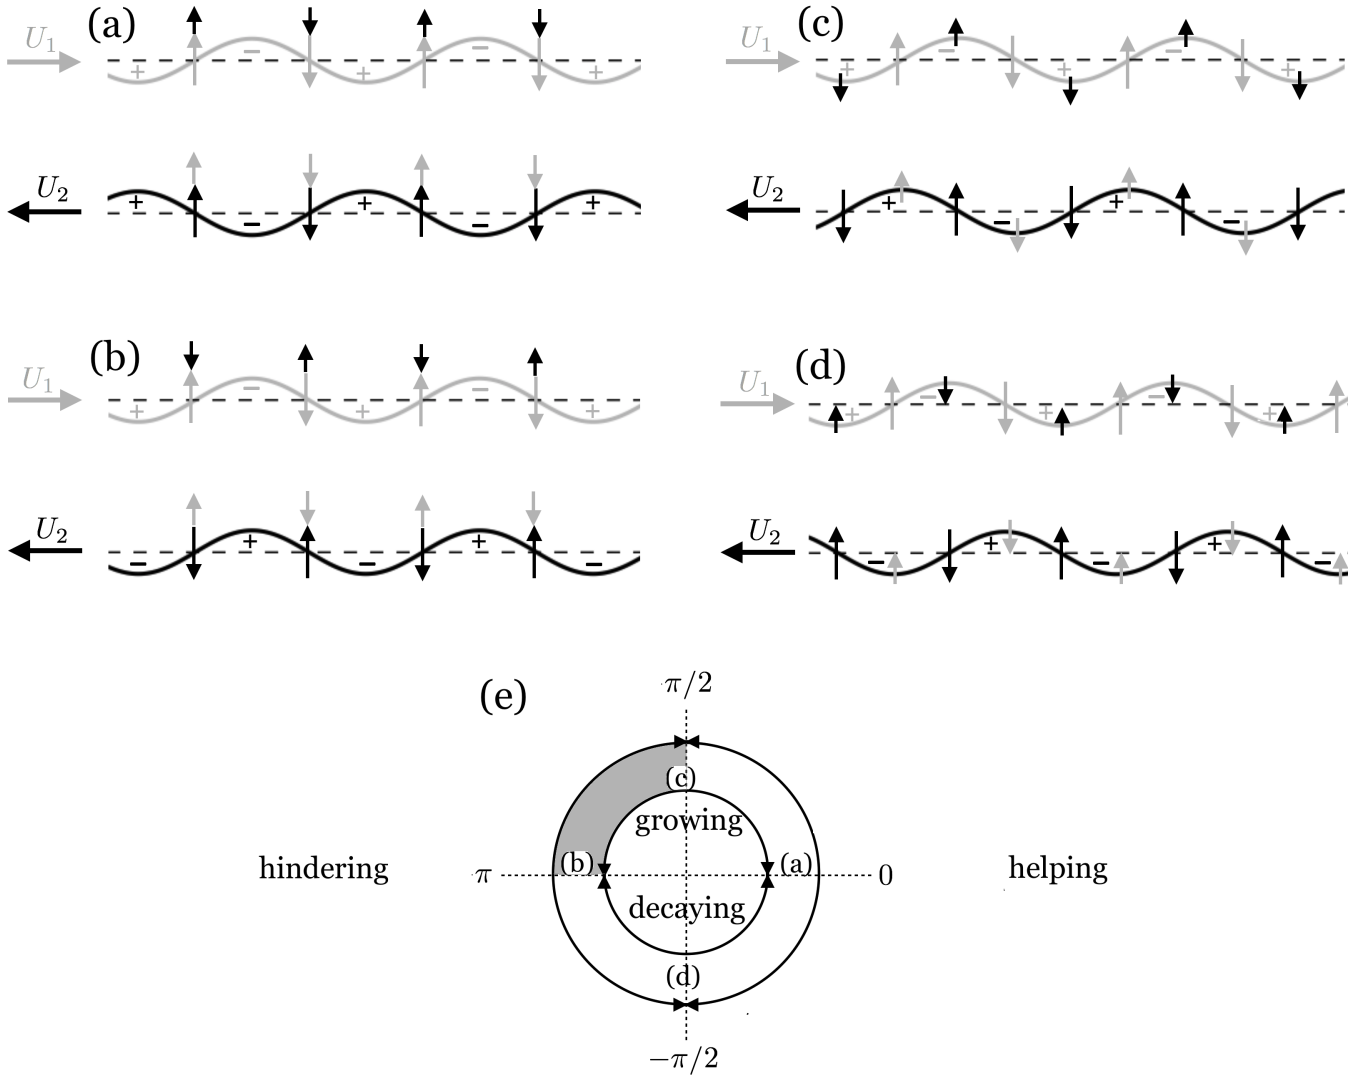 (a)
U1
+ − + − +
U2
+ − + − +
(c)
U1
+ − + − +
U2
+ − + −
(b)
U1
+ − + − +
U2
− + − + −
(d)
U1
+ − + − +
U2
− + − + −
(e)
π/2
(c)
growing
hindering
π
(b)
(a)
0
helping
decaying
(d)
−π/2